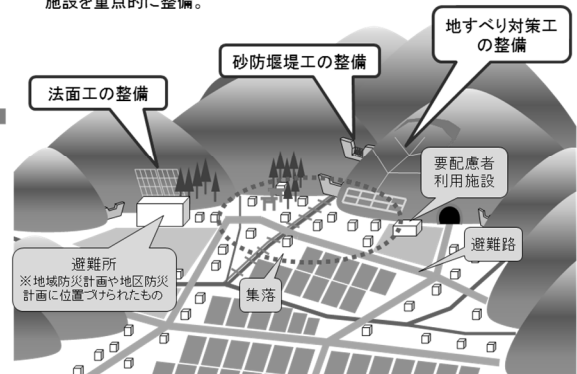 施設を重点的に整備。
地すべり対策工
の整備
砂防堰堤工の整備
法面工の整備
要配慮者
利用施設
避難路
避難所
※地域防災計画や地区防災
計画に位置づけられたもの
集落